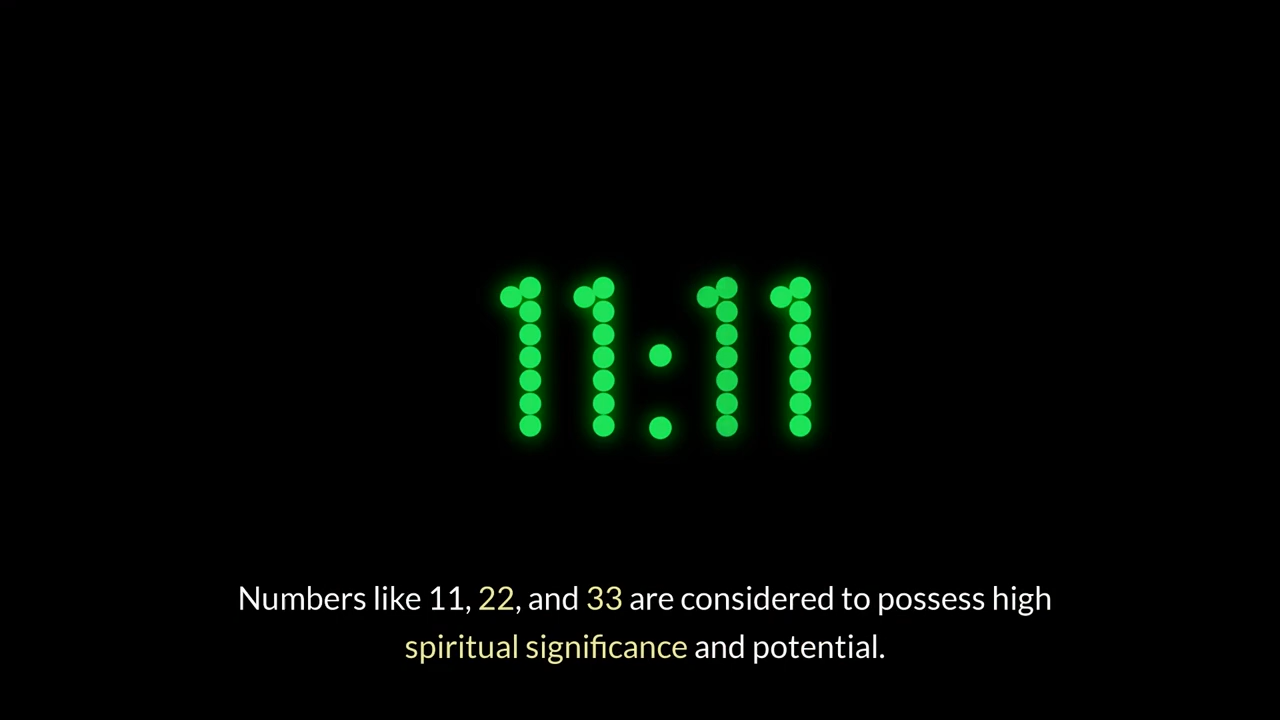 11:11
Numbers like 11, 22, and 33 are considered to possess high
spiritual significance and potential.